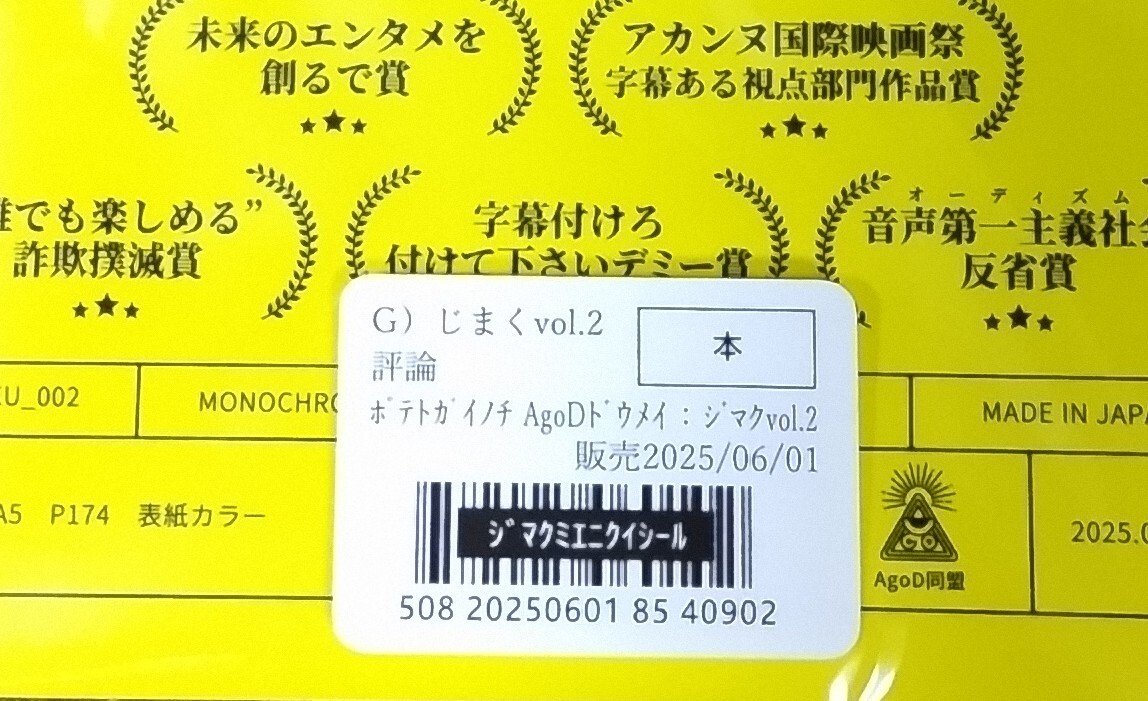 未来のエンタメを
創るで賞
アカンヌ国際映画祭
字幕ある視点部門作品賞
でも楽しめる”
詐欺撲滅賞
字幕付けろ
付けて下さいデミー賞
オーディズム
音声第一主義社会
反省賞
G）じまくvol.2
本
評論
ﾎﾟﾃﾄｶﾞｲﾉﾁ AgoDﾄﾞｳﾒｲ：ｼﾞﾏｸvol.2
販売2025/06/01
ｼﾞﾏｸﾐｴﾆｸｲｼｰﾙ
508 20250601 85 40902
KU_002
MONOCHRO
MADE IN JAPA
A5 P174 表紙カラー
AGO
AgoD同盟
2025.0